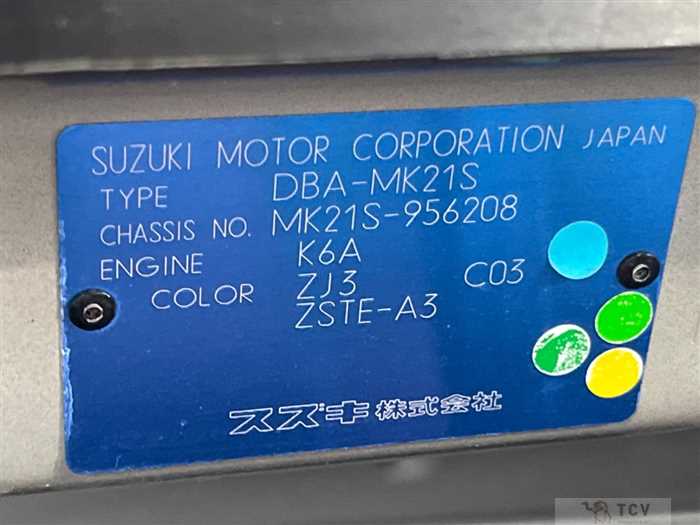 SUZUKI MOTOR CORPORATION JAPAN
TYPE DBA-MK21S
CHASSIS NO. MK21S-956208
ENGINE K6A
COLOR ZJ3 C03
ZSTE-A3
スズキ株式会社
TCV